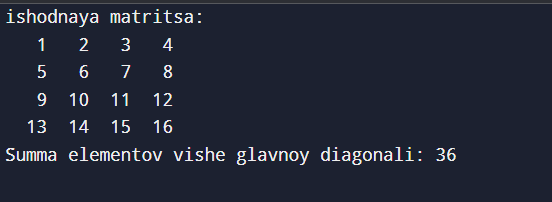 ishodnaya matritsa:
1 2 3 4
5 6 7 8
9 10 11 12
13 14 15 16
Summa elementov vishe glavnoy diagonali: 36